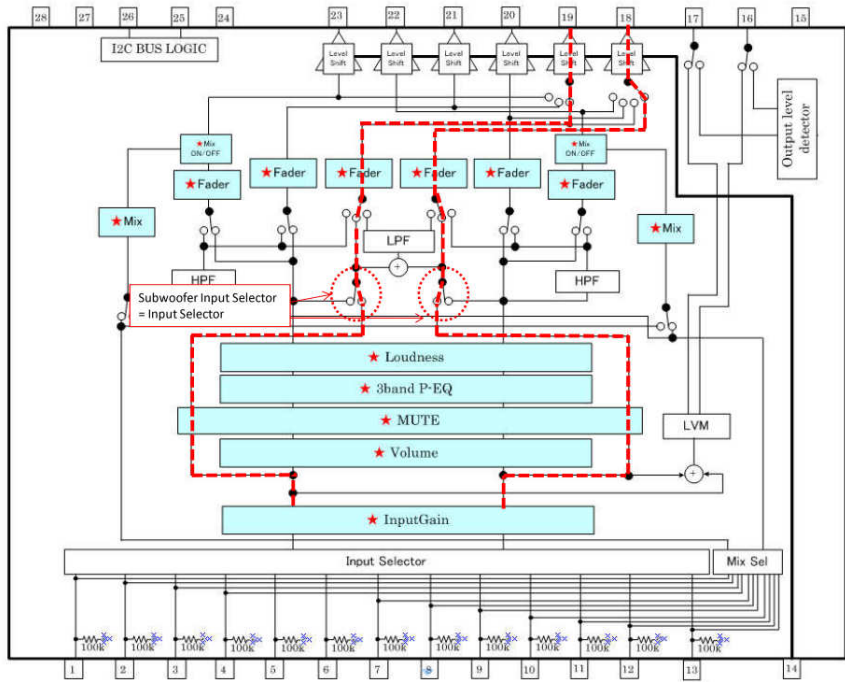 28 27 26 25 24 23 22 21 20 19 18 17 16 15
I2C BUS LOGIC
Level Shift
Level Shift
Level Shift
Level Shift
Level Shift
Level Shift
Output level detector
★Mix ON/OFF
★Mix ON/OFF
★Fader
★Fader
★Fader
★Fader
★Fader
★Fader
★Mix
★Mix
LPF
+
HPF
HPF
Subwoofer Input Selector
= Input Selector
★ Loudness
★ 3band P-EQ
★ MUTE
LVM
★ Volume
+
★ InputGain
Input Selector
Mix Sel
100k 100k 100k 100k 100k 100k 100k 100k 100k 100k 100k 100k 100k
1 2 3 4 5 6 7 8 9 10 11 12 13 14